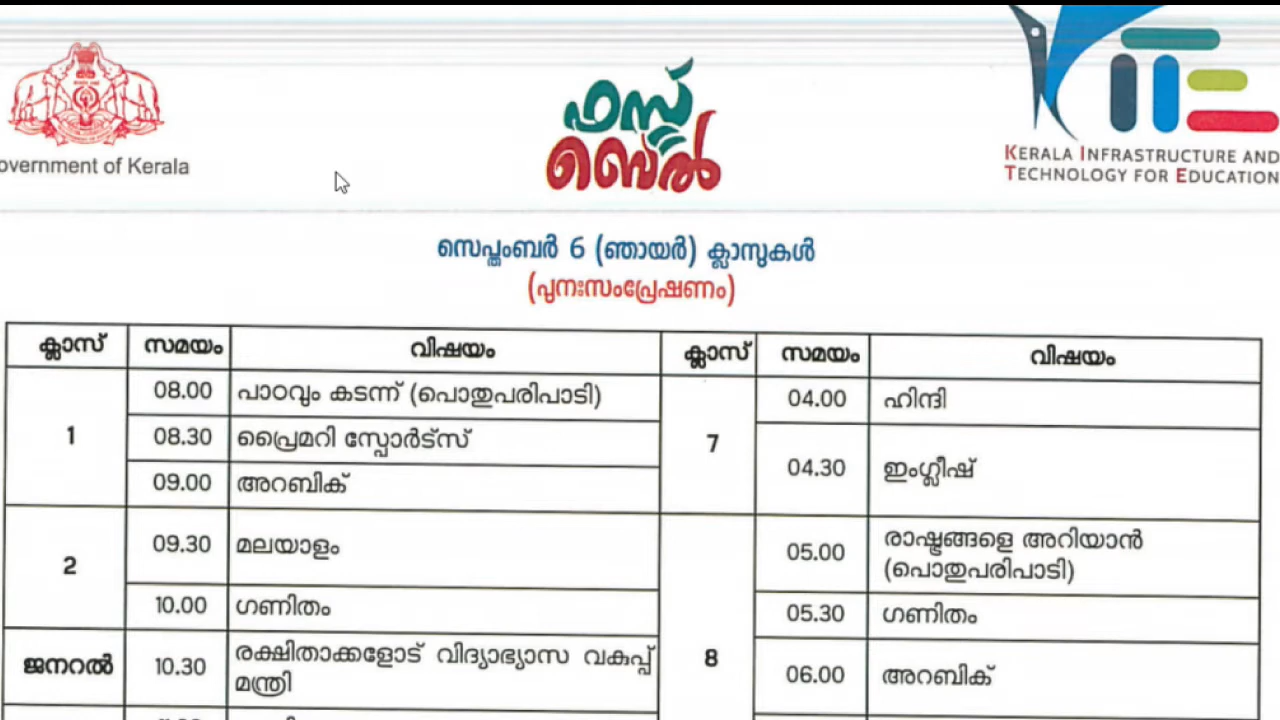 overnment of Kerala
ഫസ്റ്റ്
ബെൽ
KERALA INFRASTRUCTURE AND
TECHNOLOGY FOR EDUCATION
സെപ്തംബർ 6 (ഞായർ) ക്ലാസുകൾ
(പുനഃസംപ്രേഷണം)
ക്ലാസ് സമയം വിഷയം ക്ലാസ് സമയം വിഷയം
1
08.00 പാഠവും കടന്ന് (പൊതുപരിപാടി)
08.30 പ്രൈമറി സ്പോർട്സ്
09.00 അറബിക്
2
09.30 മലയാളം
10.00 ഗണിതം
ജനറൽ
10.30 രക്ഷിതാക്കളോട് വിദ്യാഭ്യാസ വകുപ്പ്
മന്ത്രി
7
04.00 ഹിന്ദി
04.30 ഇംഗ്ലീഷ്
8
05.00 രാഷ്ട്രങ്ങളെ അറിയാൻ
(പൊതുപരിപാടി)
05.30 ഗണിതം
06.00 അറബിക്